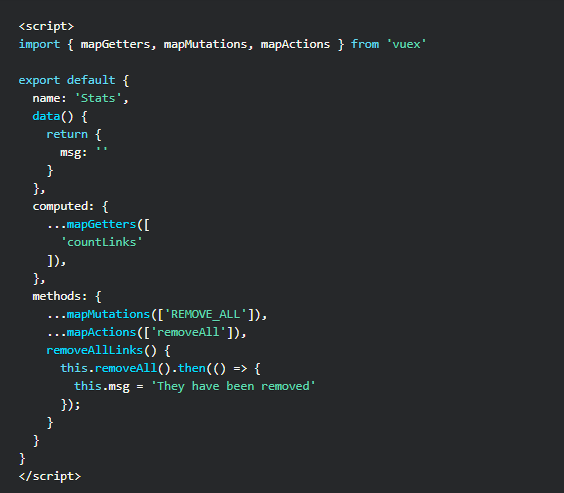 <script>
import { mapGetters, mapMutations, mapActions } from 'vuex'

export default {
  name: 'Stats',
  data() {
    return {
      msg: ''
    }
  },
  computed: {
    ...mapGetters([
      'countLinks'
    ]),
  },
  methods: {
    ...mapMutations(['REMOVE_ALL']),
    ...mapActions(['removeAll']),
    removeAllLinks() {
      this.removeAll().then(() => {
        this.msg = 'They have been removed'
      });
    }
  }
}
</script>